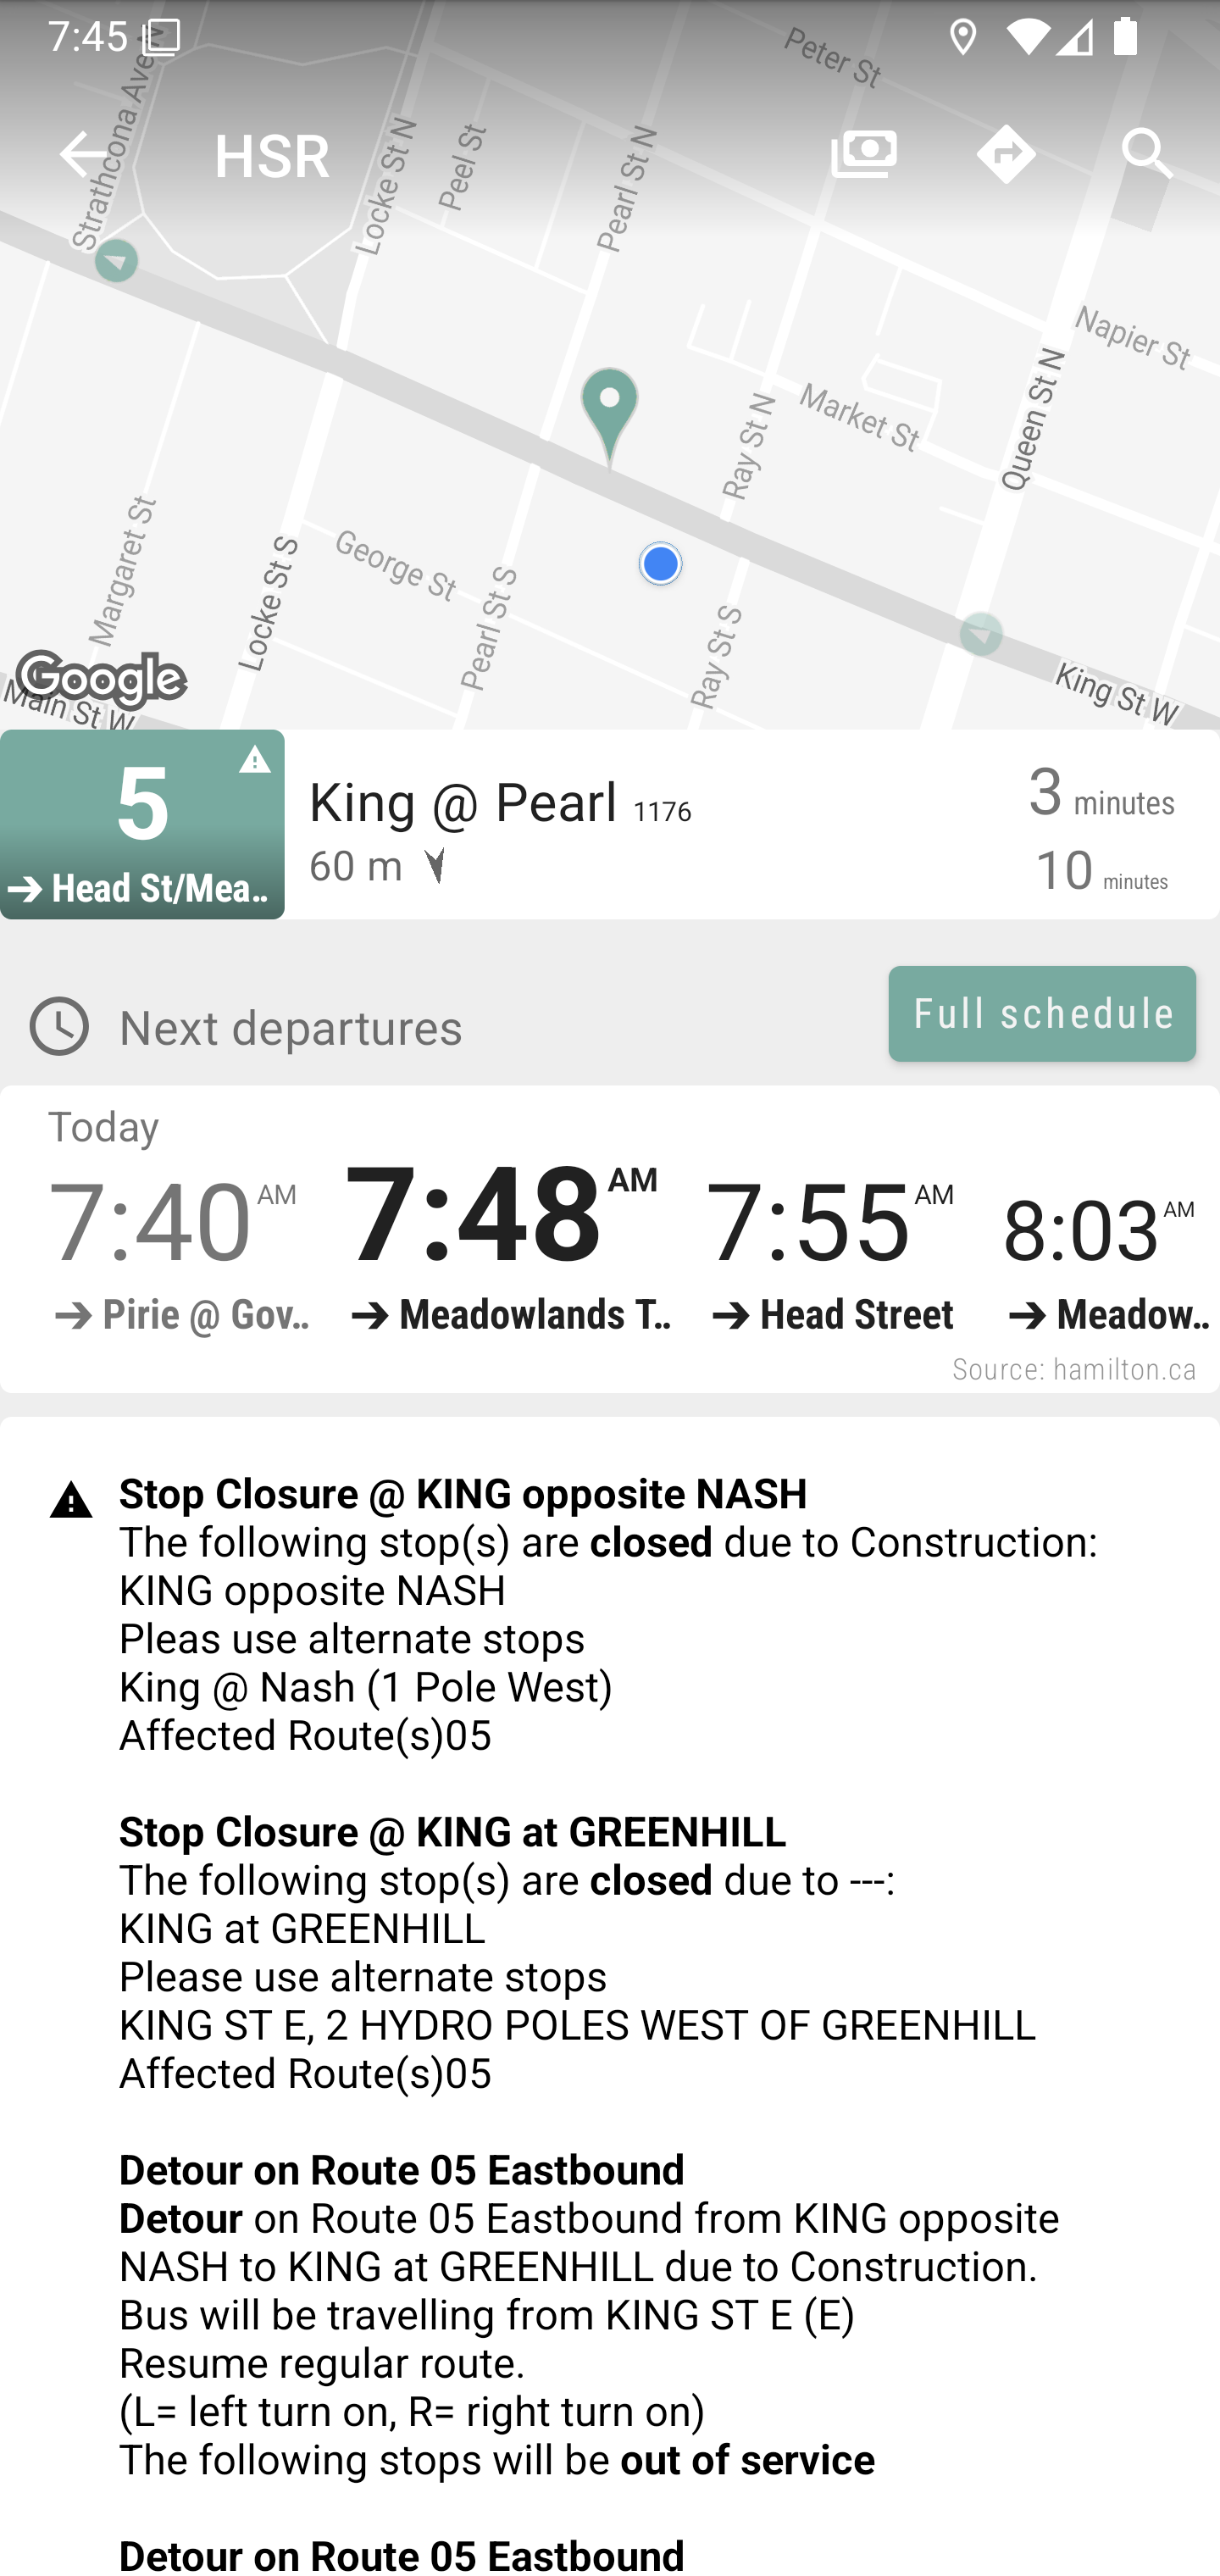 7:45
HSR
Strathcona Ave N
Locke St N
Peel St
Pearl St N
Peter St
Napier St
Queen St N
Market St
Ray St N
Margaret St
Locke St S
George St
Pearl St S
Ray St S
King St W
Google
Main St W
5
Head St/Mea..
King @ Pearl 1176
60 m
3 minutes
10 minutes
Next departures
Full schedule
Today
7:40 AM 7:48 AM 7:55 AM 8:03 AM
➔ Pirie @ Gov.. ➔ Meadowlands T.. ➔ Head Street ➔ Meadow..
Source: hamilton.ca
Stop Closure @ KING opposite NASH
The following stop(s) are closed due to Construction:
KING opposite NASH
Pleas use alternate stops
King @ Nash (1 Pole West)
Affected Route(s)05
Stop Closure @ KING at GREENHILL
The following stop(s) are closed due to ---:
KING at GREENHILL
Please use alternate stops
KING ST E, 2 HYDRO POLES WEST OF GREENHILL
Affected Route(s)05
Detour on Route 05 Eastbound
Detour on Route 05 Eastbound from KING opposite
NASH to KING at GREENHILL due to Construction.
Bus will be travelling from KING ST E (E)
Resume regular route.
(L= left turn on, R= right turn on)
The following stops will be out of service
Detour on Route 05 Eastbound